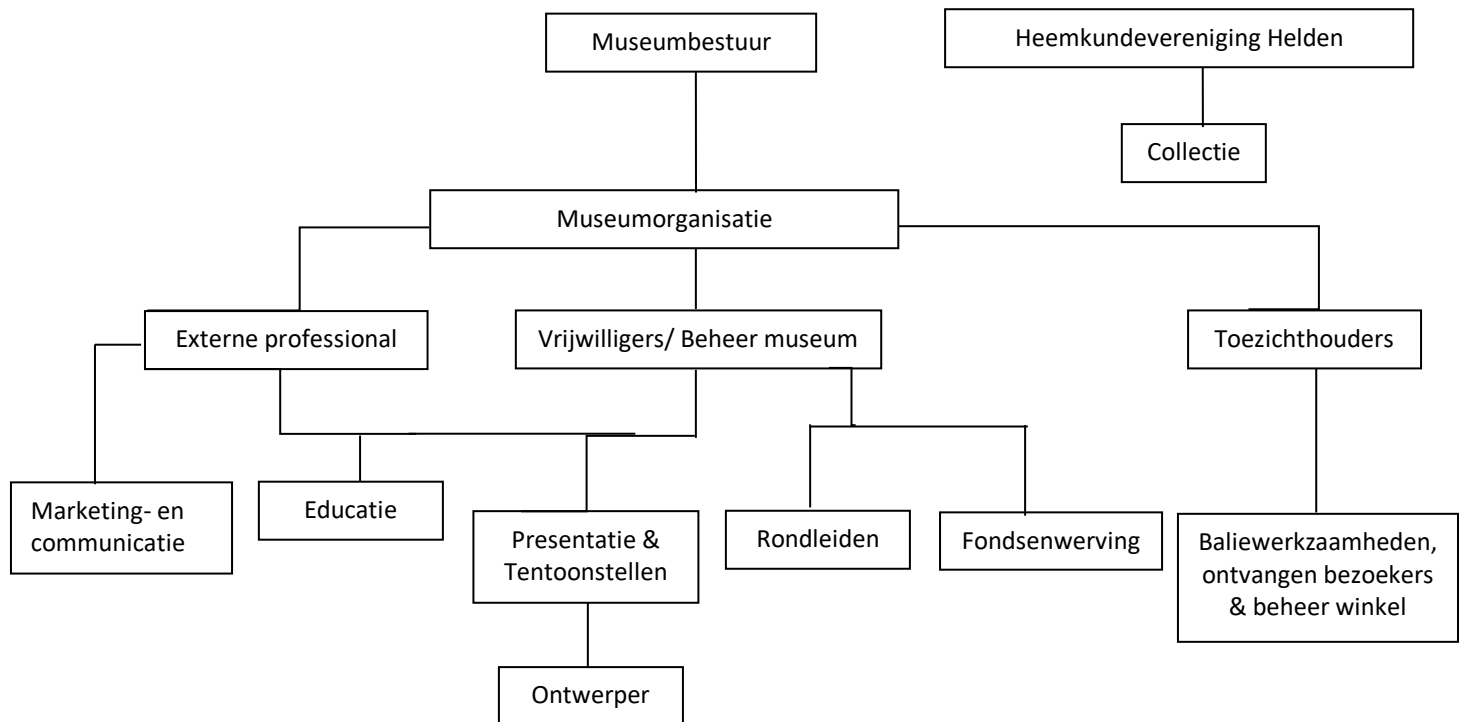 Museumbestuur
Heemkundevereniging Helden
Collectie
Museumorganisatie
Externe professional
Vrijwilligers/ Beheer museum
Toezichthouders
Marketing- en
communicatie
Educatie
Presentatie &
Tentoonstellen
Rondleiden
Fondsenwerving
Baliewerkzaamheden,
ontvangen bezoekers
& beheer winkel
Ontwerper